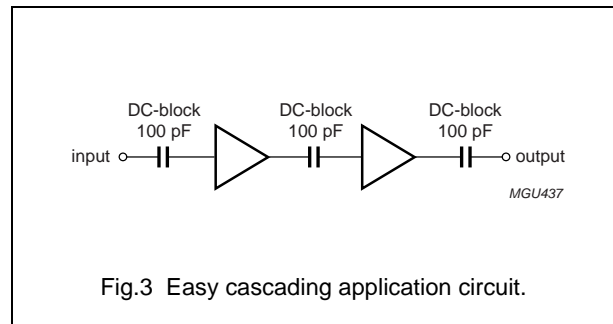 DC-block
100 pF
DC-block
100 pF
DC-block
100 pF
input
output
MGU437
Fig.3 Easy cascading application circuit.